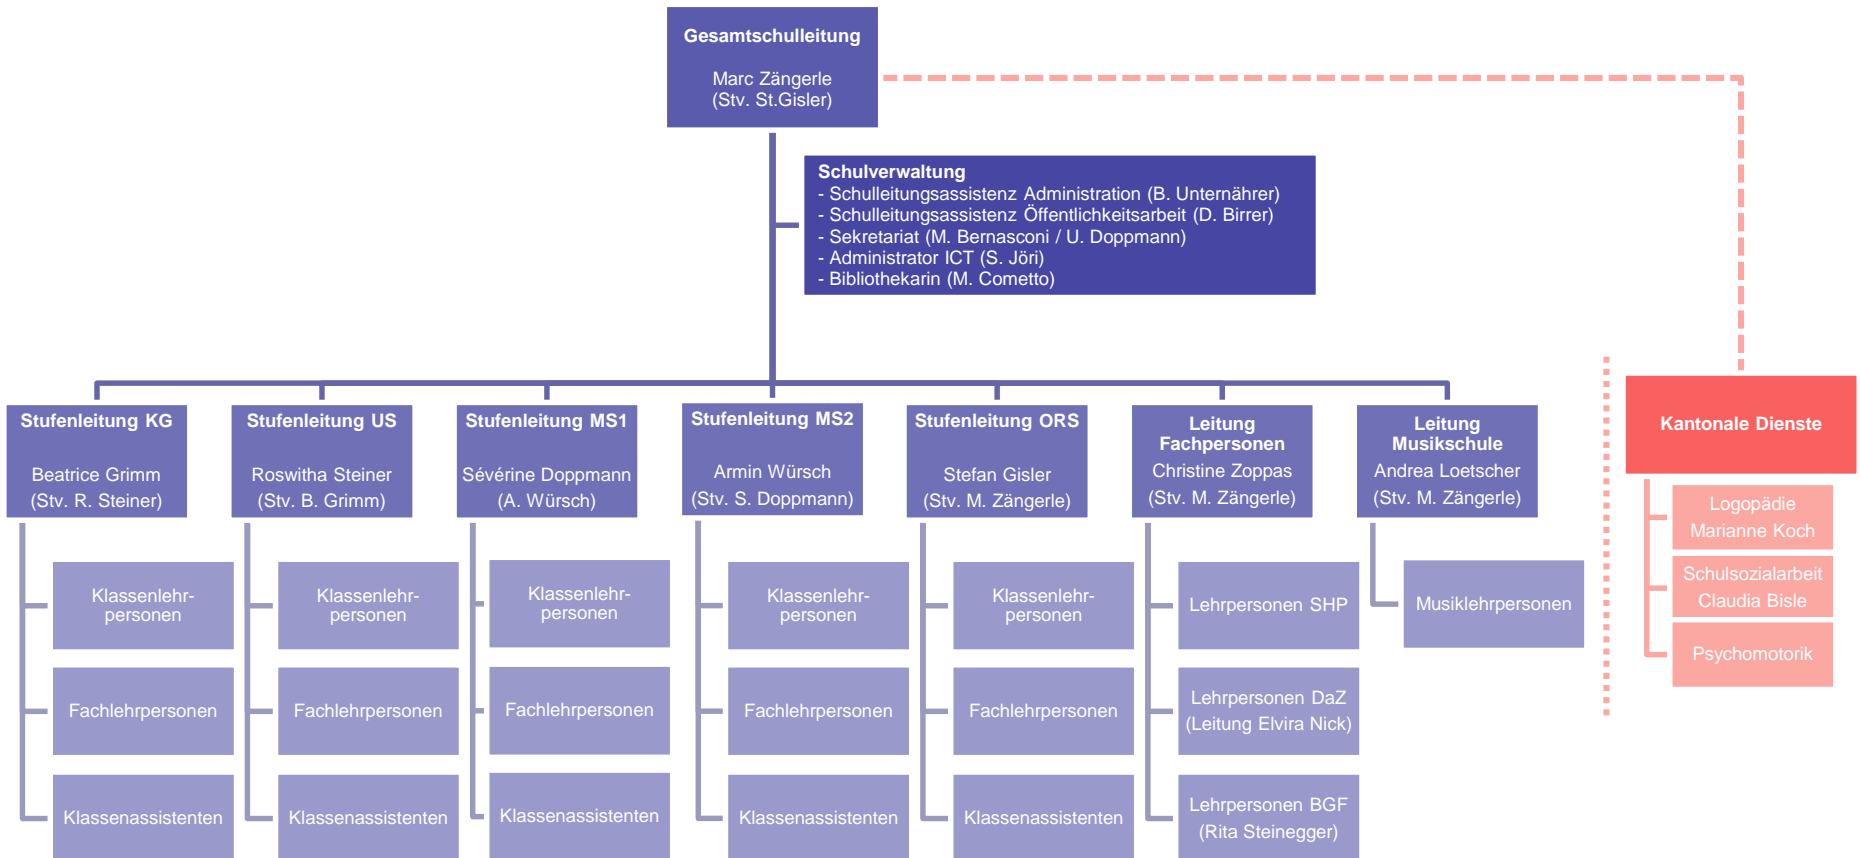 Gesamtschulleitung
Marc Zängerle
(Stv. St.Gisler)
Schulverwaltung
- Schulleitungsassistenz Administration (B. Unternährer)
- Schulleitungsassistenz Öffentlichkeitsarbeit (D. Birrer)
- Sekretariat (M. Bernasconi / U. Doppmann)
- Administrator ICT (S. Jöri)
- Bibliothekarin (M. Cometto)
Stufenleitung KG
Beatrice Grimm
(Stv. R. Steiner)
Klassenlehr-
personen
Fachlehrpersonen
Klassenassistenten
Stufenleitung US
Roswitha Steiner
(Stv. B. Grimm)
Klassenlehr-
personen
Fachlehrpersonen
Klassenassistenten
Stufenleitung MS1
Sévérine Doppmann
(A. Würsch)
Klassenlehr-
personen
Fachlehrpersonen
Klassenassistenten
Stufenleitung MS2
Armin Würsch
(Stv. S. Doppmann)
Klassenlehr-
personen
Fachlehrpersonen
Klassenassistenten
Stufenleitung ORS
Stefan Gisler
(Stv. M. Zängerle)
Klassenlehr-
personen
Fachlehrpersonen
Klassenassistenten
Leitung
Fachpersonen
Christine Zoppas
(Stv. M. Zängerle)
Lehrpersonen SHP
Lehrpersonen DaZ
(Leitung Elvira Nick)
Lehrpersonen BGF
(Rita Steinegger)
Leitung
Musikschule
Andrea Loetscher
(Stv. M. Zängerle)
Musiklehrpersonen
Kantonale Dienste
Logopädie
Marianne Koch
Schulsozialarbeit
Claudia Bisle
Psychomotorik